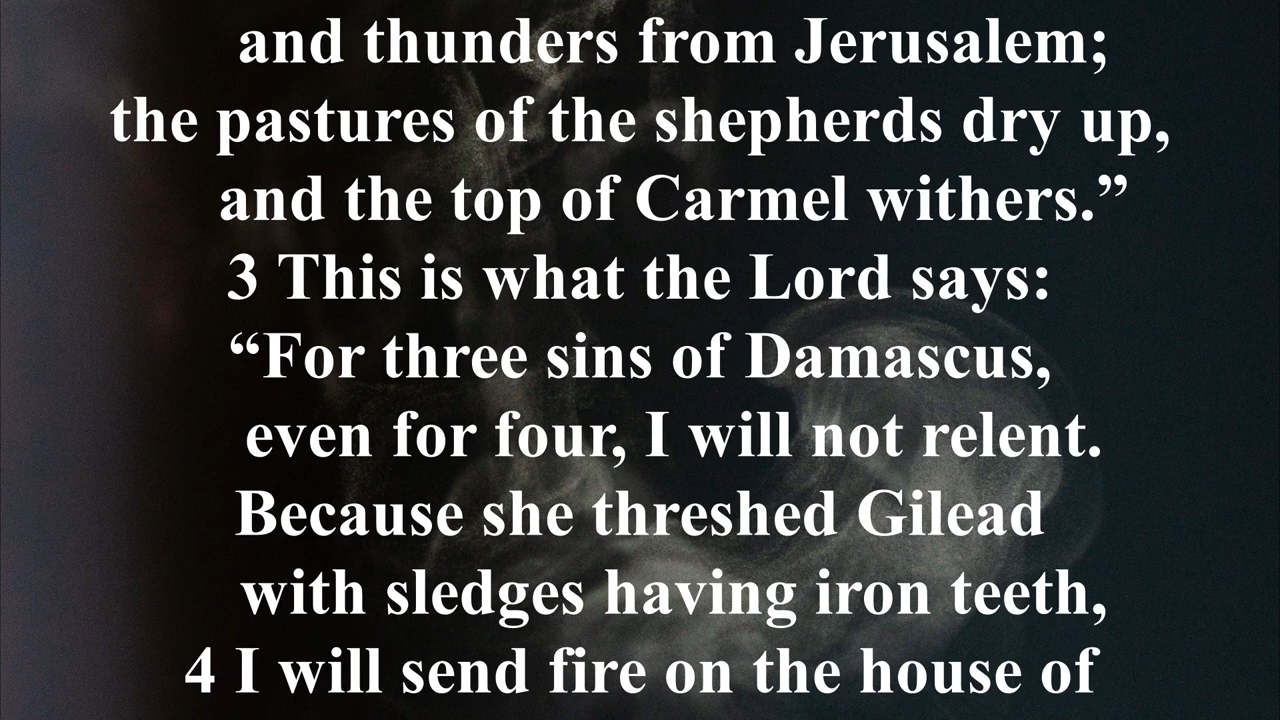 and thunders from Jerusalem;
the pastures of the shepherds dry up,
and the top of Carmel withers.”
3 This is what the Lord says:
“For three sins of Damascus,
even for four, I will not relent.
Because she threshed Gilead
with sledges having iron teeth,
4 I will send fire on the house of